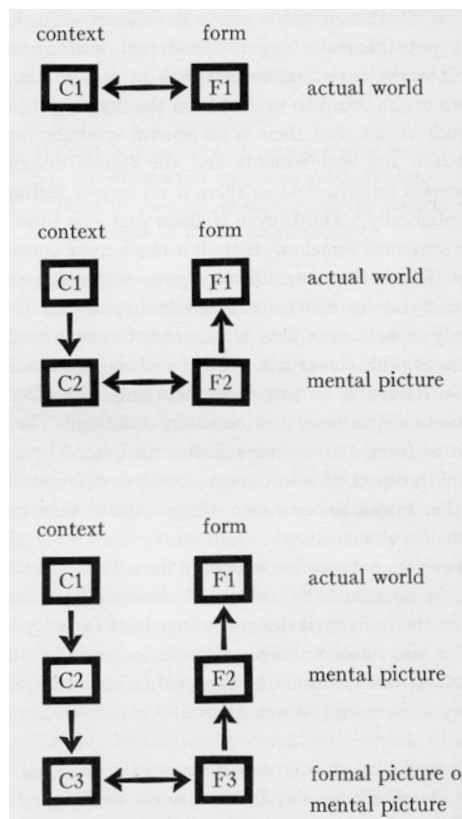 context form
C1 F1 actual world
context form
C1 F1 actual world
C2 F2 mental picture
context form
C1 F1 actual world
C2 F2 mental picture
C3 F3 formal picture o
mental picture